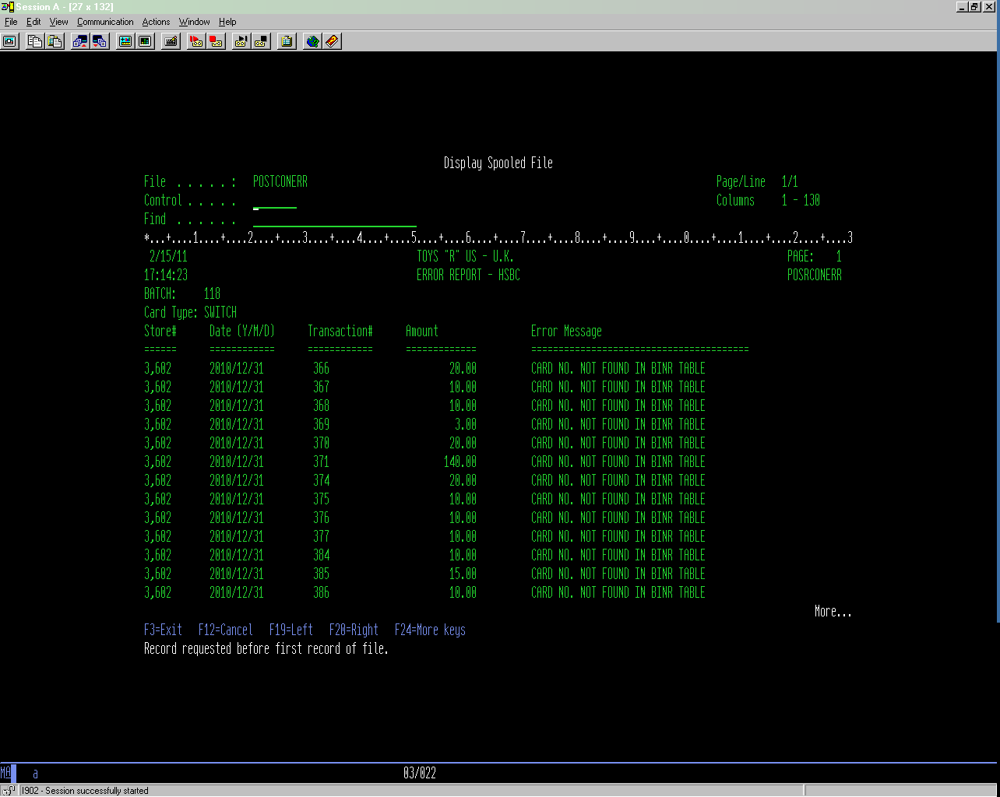 Session A - [27 x 132]
File Edit View Communication Actions Window Help
Display Spooled File
File . . . . . : POSTCONERR Page/Line 1/1
Control . . . . . Columns 1 - 130
Find . . . . . .
*...+....1....+....2....+....3....+....4....+....5....+....6....+....7....+....8....+....9....+....0....+....1....+....2....+....3
2/15/11 TOYS "R" US - U.K. PAGE: 1
17:14:23 ERROR REPORT - HSBC POSRCONERR
BATCH: 118
Card Type: SWITCH
Store# Date (Y/M/D) Transaction# Amount Error Message
====== ============ ============ ============= ========================================
3,602 2010/12/31 366 20.00 CARD NO. NOT FOUND IN BINR TABLE
3,602 2010/12/31 367 10.00 CARD NO. NOT FOUND IN BINR TABLE
3,602 2010/12/31 368 10.00 CARD NO. NOT FOUND IN BINR TABLE
3,602 2010/12/31 369 3.00 CARD NO. NOT FOUND IN BINR TABLE
3,602 2010/12/31 370 20.00 CARD NO. NOT FOUND IN BINR TABLE
3,602 2010/12/31 371 140.00 CARD NO. NOT FOUND IN BINR TABLE
3,602 2010/12/31 374 20.00 CARD NO. NOT FOUND IN BINR TABLE
3,602 2010/12/31 375 10.00 CARD NO. NOT FOUND IN BINR TABLE
3,602 2010/12/31 376 10.00 CARD NO. NOT FOUND IN BINR TABLE
3,602 2010/12/31 377 10.00 CARD NO. NOT FOUND IN BINR TABLE
3,602 2010/12/31 384 10.00 CARD NO. NOT FOUND IN BINR TABLE
3,602 2010/12/31 385 15.00 CARD NO. NOT FOUND IN BINR TABLE
3,602 2010/12/31 386 10.00 CARD NO. NOT FOUND IN BINR TABLE
More...
F3=Exit F12=Cancel F19=Left F20=Right F24=More keys
Record requested before first record of file.
MA a 03/022
I902 - Session successfully started